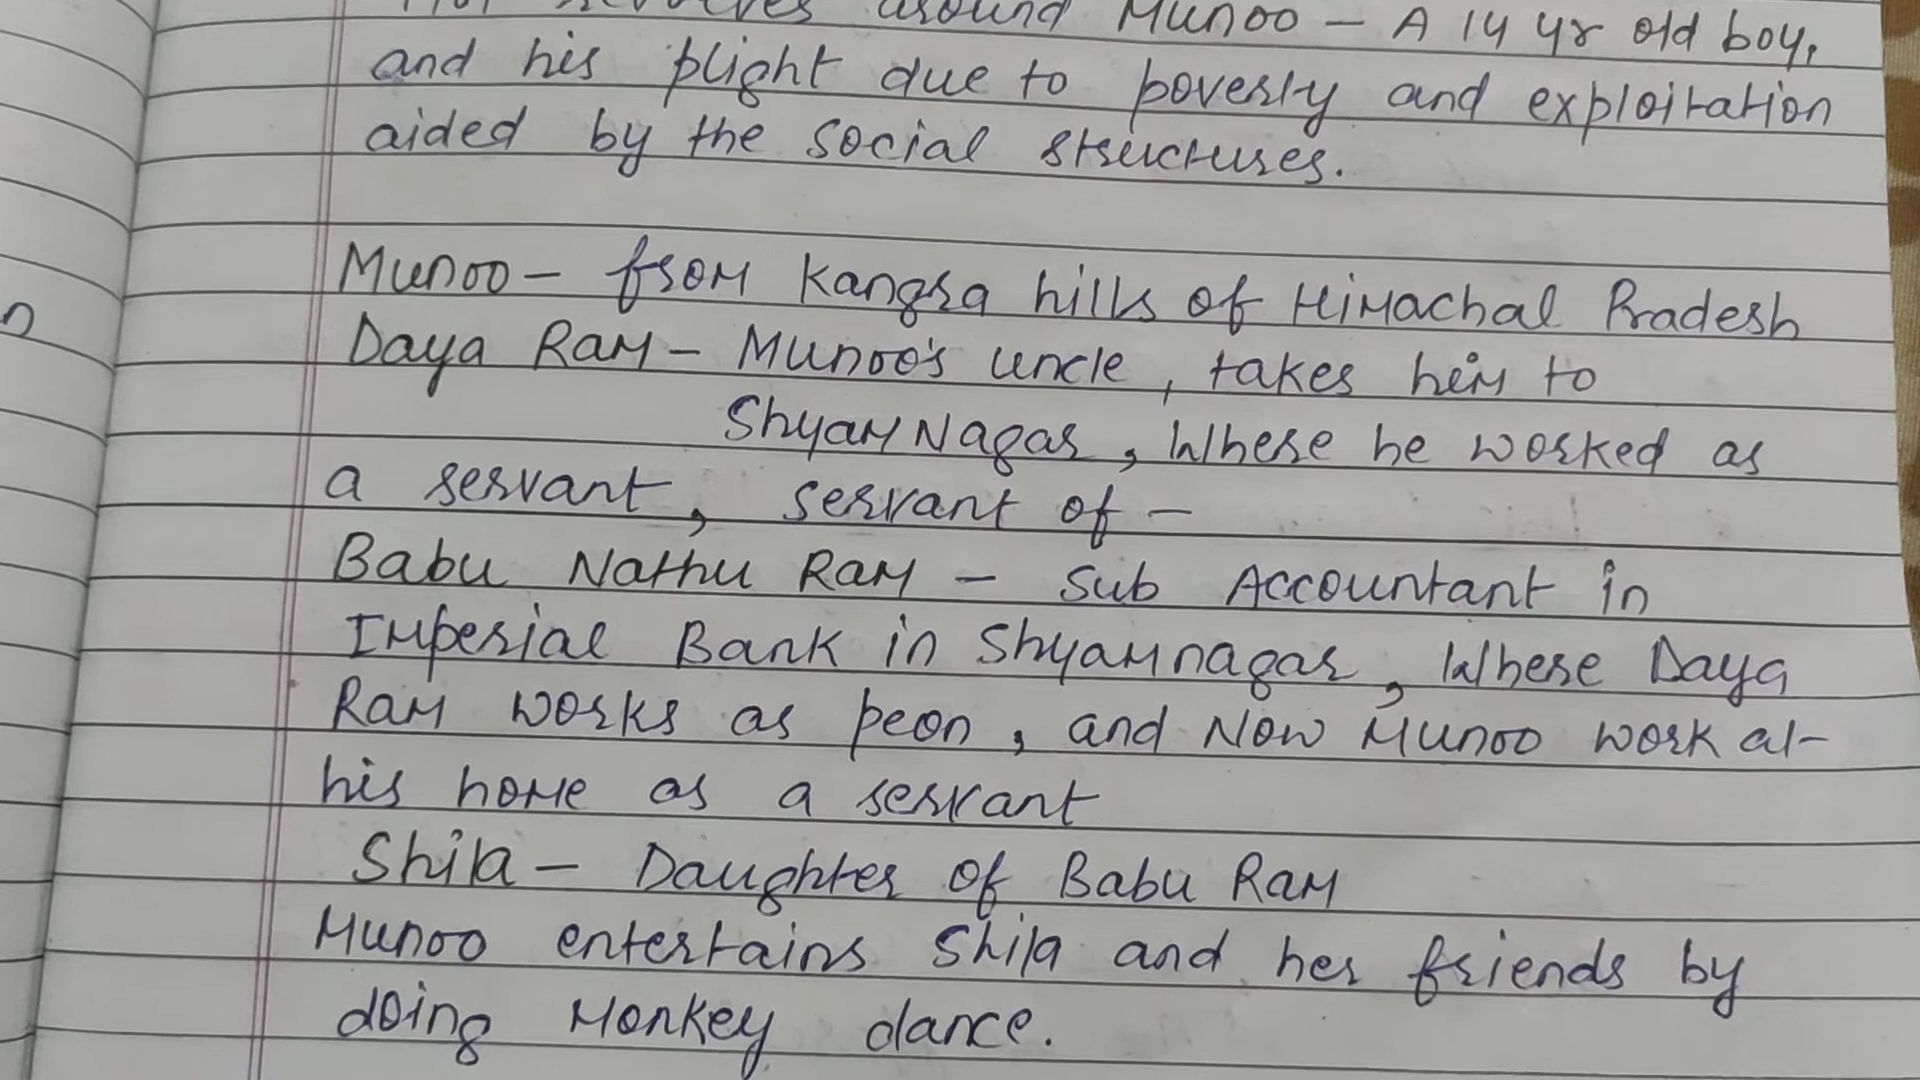 revolves around Munoo - A 14 yr old boy,
and his plight due to poverty and exploitation
aided by the social structures.
Munoo - from Kangra hills of Himachal Pradesh
Daya Ram - Munoo's uncle, takes him to
Shyam Nagar, Where he worked as
a servant, servant of -
Babu Nathu Ram - Sub Accountant in
Imperial Bank in Shyamnagar, Where Daya
Ram works as peon, and Now Munoo work at
his home as a servant
Shila - Daughter of Babu Ram
Munoo entertains Shila and her friends by
doing Monkey dance.